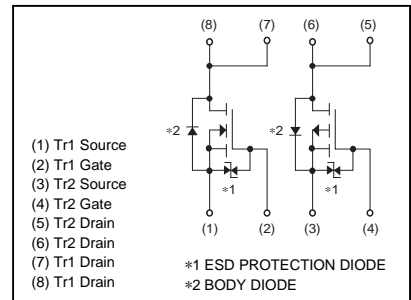 (8) (7) (6) (5)
*2 *2
*1 *1
(1) (2) (3) (4)
(1) Tr1 Source
(2) Tr1 Gate
(3) Tr2 Source
(4) Tr2 Gate
(5) Tr2 Drain
(6) Tr2 Drain
(7) Tr1 Drain
(8) Tr1 Drain
*1 ESD PROTECTION DIODE
*2 BODY DIODE